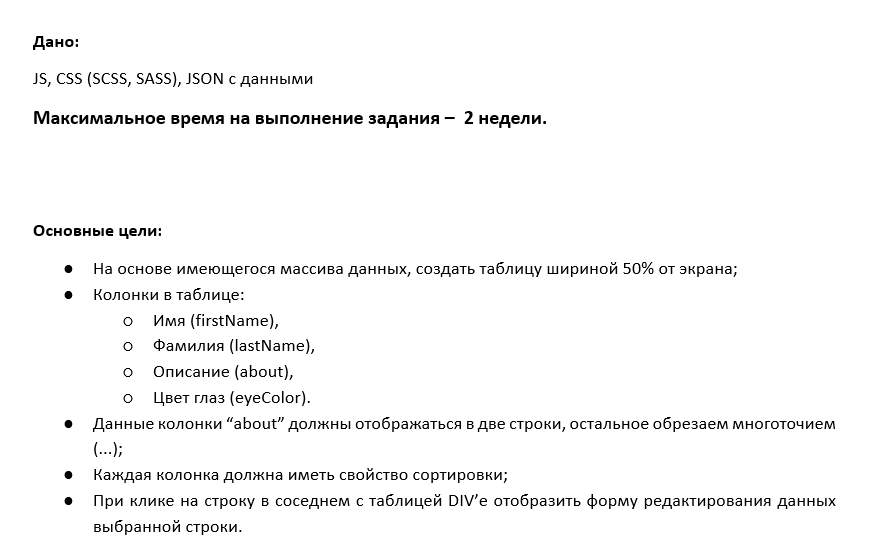 Дано:
JS, CSS (SCSS, SASS), JSON с данными
Максимальное время на выполнение задания – 2 недели.
Основные цели:
● На основе имеющегося массива данных, создать таблицу шириной 50% от экрана;
● Колонки в таблице:
○ Имя (firstName),
○ Фамилия (lastName),
○ Описание (about),
○ Цвет глаз (eyeColor).
● Данные колонки “about” должны отображаться в две строки, остальное обрезаем многоточием
(...);
● Каждая колонка должна иметь свойство сортировки;
● При клике на строку в соседнем с таблицей DIV’е отобразить форму редактирования данных
выбранной строки.